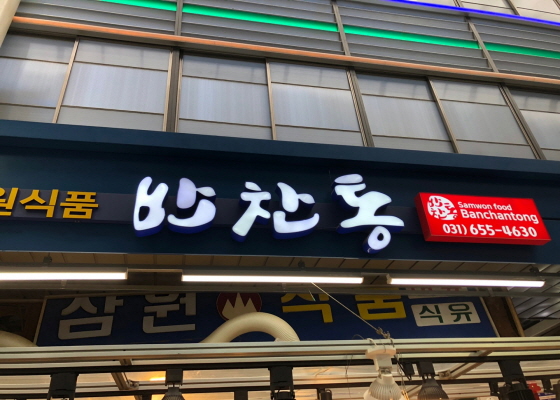 원식품
반찬통
Samwon food
Banchantong
031) 655-4630
삼원 식품
식유